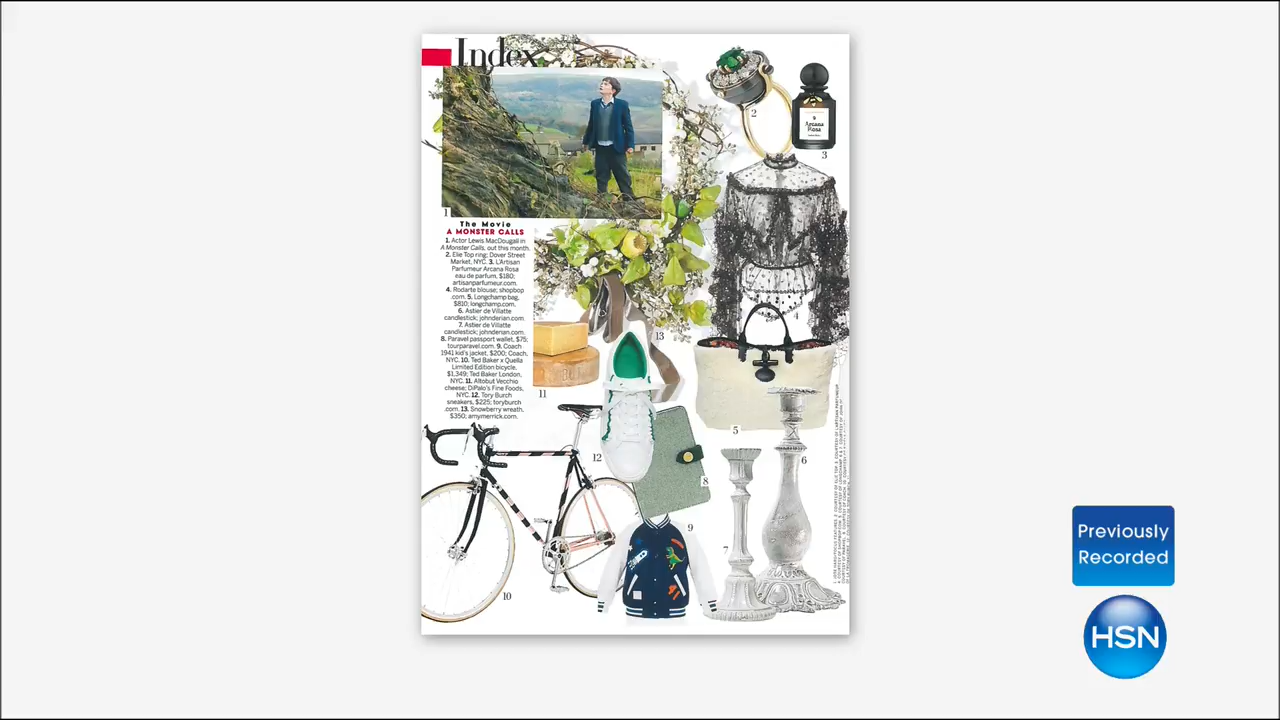 Index
2
9
Arcana
Rosa
3
1
The Movie
A MONSTER CALLS
1. Actor Lewis MacDougall in
A Monster Calls, out this month.
2. Elie Top ring; Dover Street
Market, NYC. 3. L'Artisan
Parfumeur Arcana Rosa
eau de parfum, $180;
artisanparfumeur.com.
4. Rodarte blouse; shopbop
.com. 5. Longchamp bag,
$810; longchamp.com.
6. Astier de Villatte
candlestick; johnderian.com.
7. Astier de Villatte
candlestick; johnderian.com.
8. Paravel passport wallet, $75;
tourparavel.com. 9. Coach
1941 kid's jacket, $200; Coach,
NYC. 10. Ted Baker x Quella
Limited Edition bicycle,
$1,349; Ted Baker London,
NYC. 11. Altobut Vecchio
cheese; DiPalo's Fine Foods,
NYC. 12. Tory Burch
sneakers, $225; toryburch
.com. 13. Snowberry wreath,
$350; amymerrick.com.
4
13
11
5
12
6
8
9
7
10
Previously
Recorded
HSN